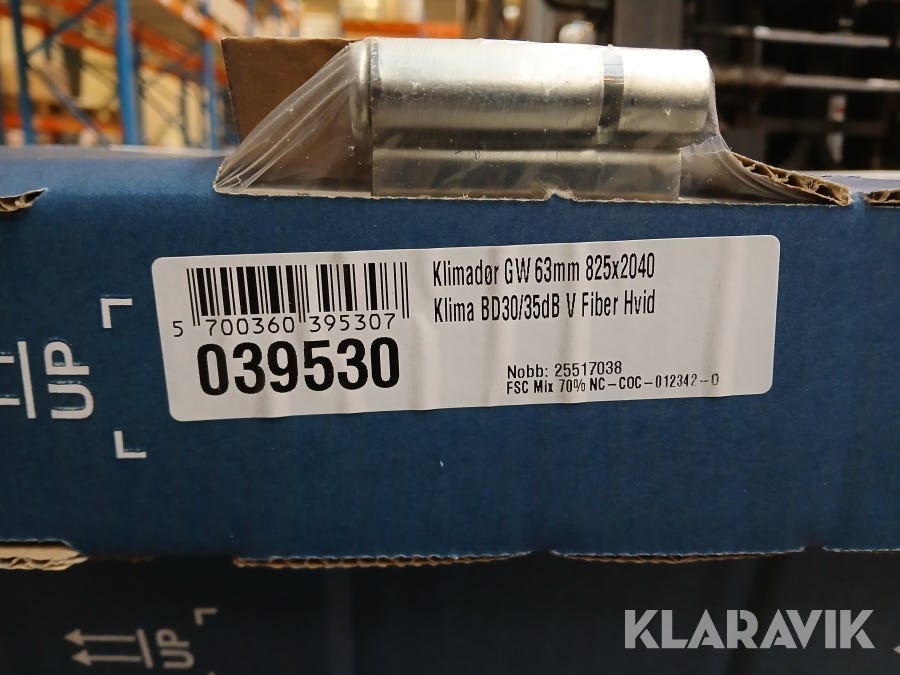 Klimadør GW 63mm 825x2040
Klima BD30/35dB V Fiber Hvid
5 700360 395307
039530
Nobb: 25517038
FSC Mix 70% NC-COC-012342-0
UP
UP
KLARAVIK